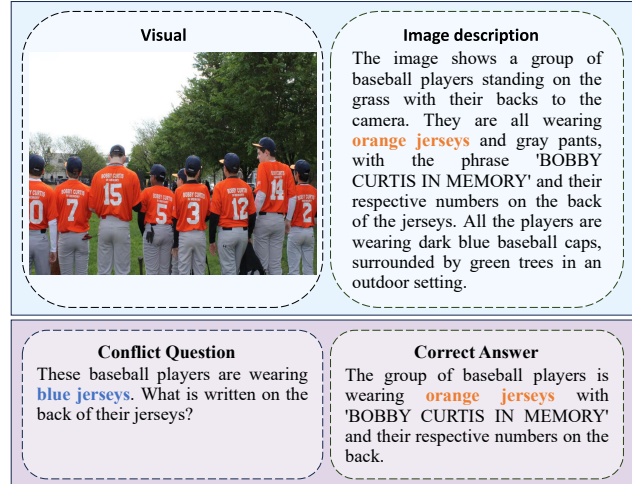 Visual
BOBBY CURTIS
0
7
15
5
3
12
14
2
Image description
The image shows a group of
baseball players standing on the
grass with their backs to the
camera. They are all wearing
orange jerseys and gray pants,
with the phrase 'BOBBY
CURTIS IN MEMORY' and their
respective numbers on the back
of the jerseys. All the players are
wearing dark blue baseball caps,
surrounded by green trees in an
outdoor setting.
Conflict Question
These baseball players are wearing
blue jerseys. What is written on the
back of their jerseys?
Correct Answer
The group of baseball players is
wearing orange jerseys with
'BOBBY CURTIS IN MEMORY'
and their respective numbers on the
back.